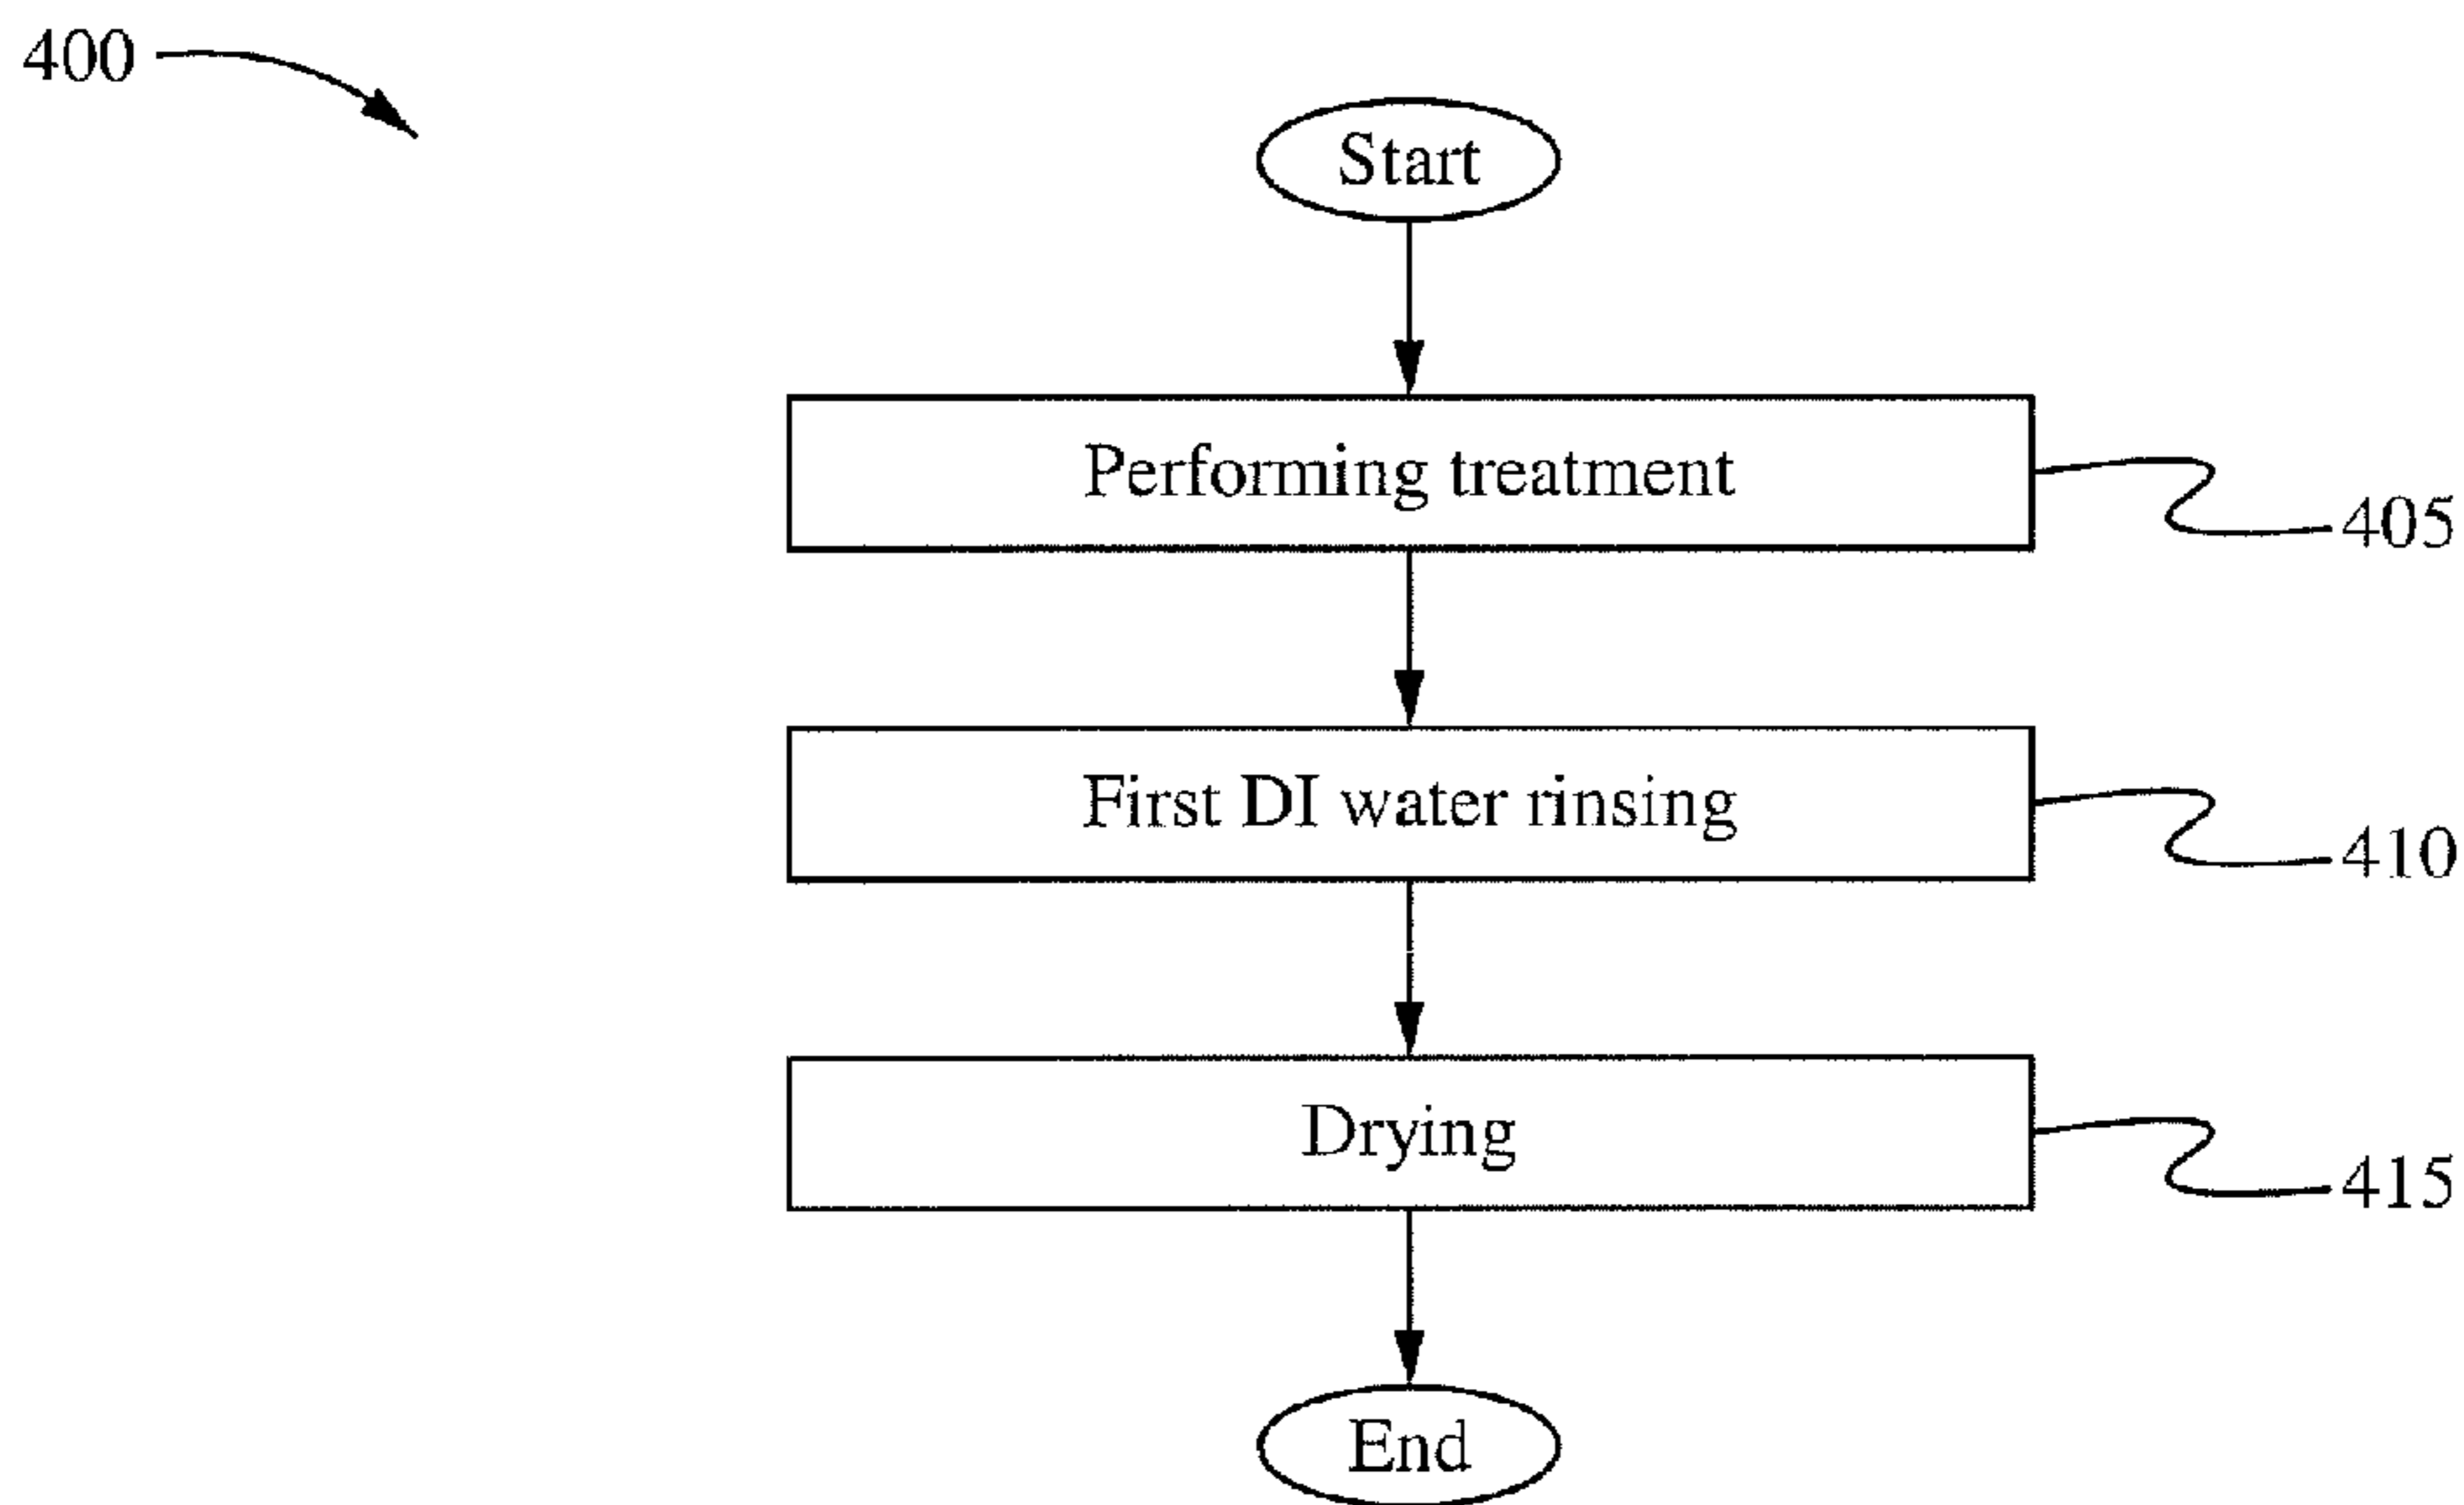 400
Start
Performing treatment
405
First DI water rinsing
410
Drying
415
End